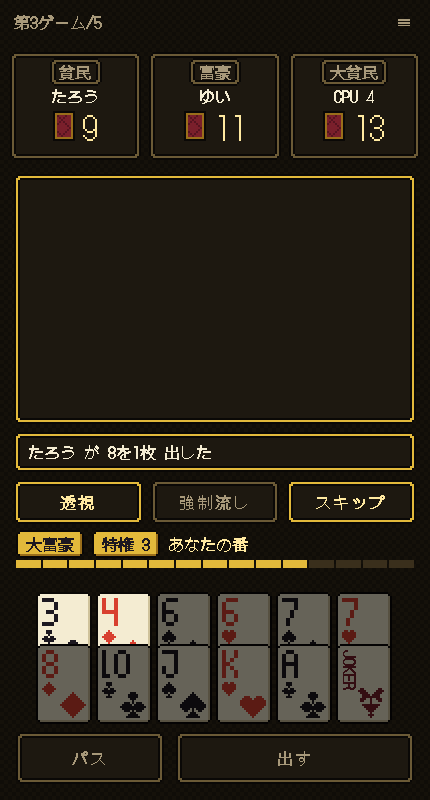 第3ゲーム/5
貧民 富豪 大貧民
たろう ゆい CPU 4
9 11 13
たろう が 8を1枚 出した
透視 強制流し スキップ
大富豪 特権 3 あなたの番
3 4 6 6 7 7
8 10 J K A JOKER
パス 出す